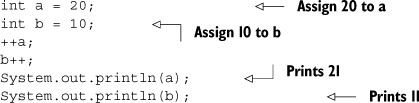 int a = 20; Assign 20 to a
int b = 10; Assign 10 to b
++a;
b++;
System.out.println(a); Prints 21
System.out.println(b); Prints 11